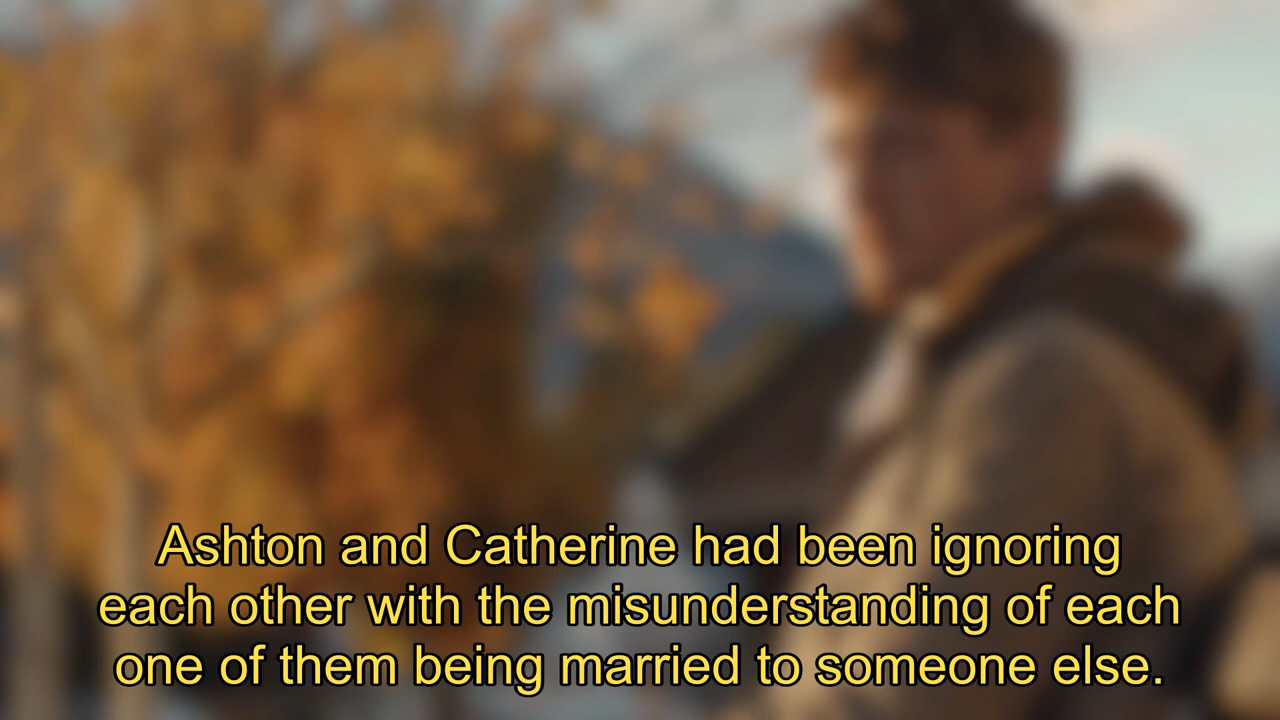 Ashton and Catherine had been ignoring
each other with the misunderstanding of each
one of them being married to someone else.